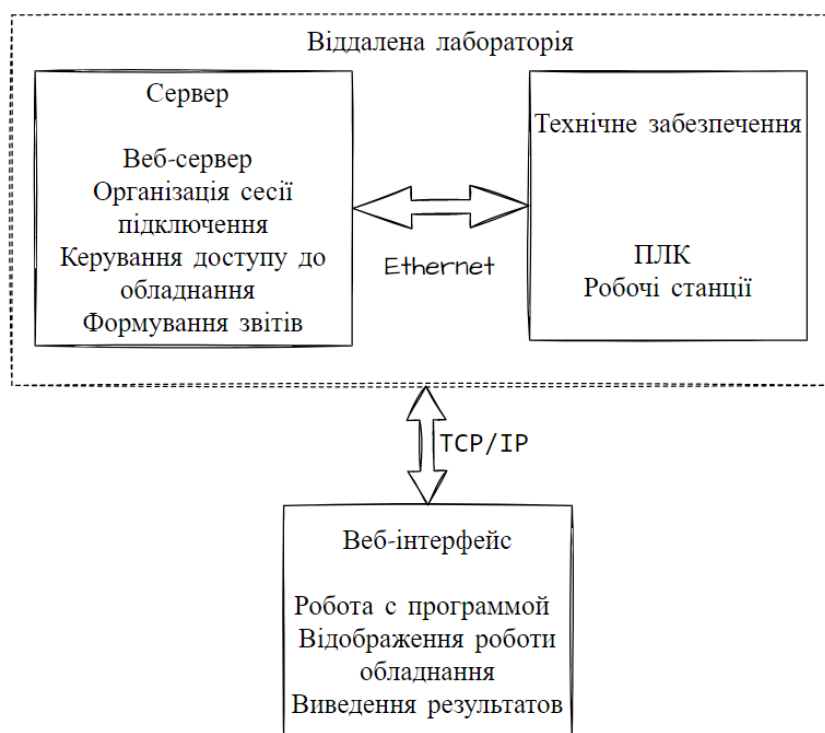 Віддалена лабораторія
Сервер
Веб-сервер
Організація сесії
підключення
Керування доступу до
обладнання
Формування звітів
Ethernet
Технічне забезпечення
ПЛК
Робочі станції
TCP/IP
Веб-інтерфейс
Робота с программой
Відображення роботи
обладнання
Виведення результатов